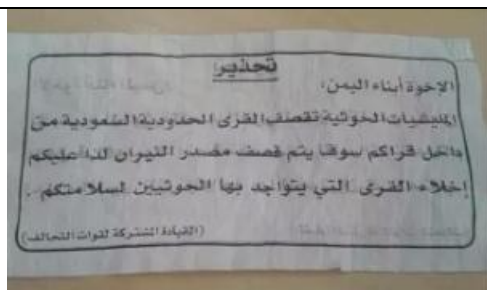 تحذير
الاخوة أبناء اليمن،
المليشيات الحوثية تقصف القرى الحدودية السعودية من
داخل قراكم سوفا يتم قصف مصدر النيران لذا عليكم
إخلاء القرى التي يتواجد بها الحوثيين لسلامتكم .
(القيادة المشتركة لقوات التحالف)